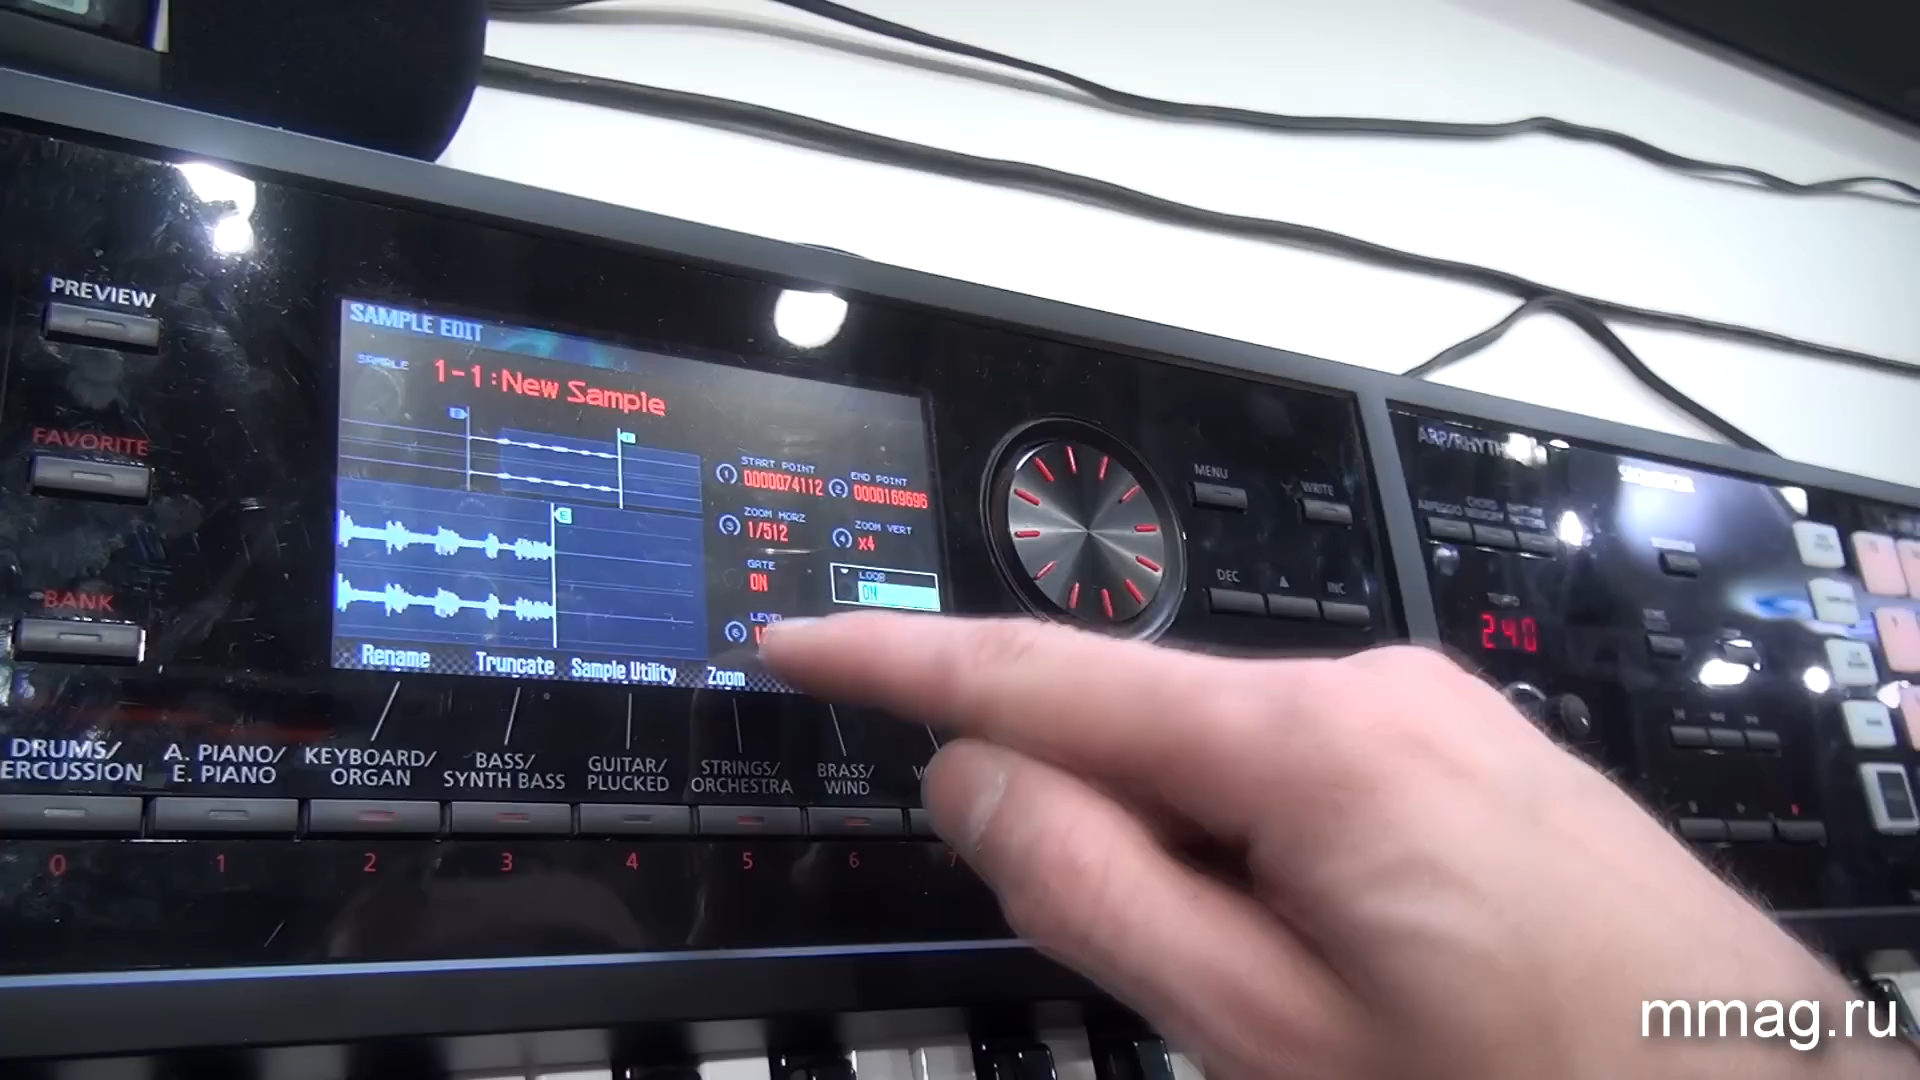 PREVIEW
FAVORITE
BANK
SAMPLE EDIT
SAMPLE
1-1:New Sample
START POINT
0000074112
END POINT
0000169696
ZOOM HORZ
1/512
ZOOM VERT
x4
GATE
ON
LOOP
ON
LEVEL
Rename
Truncate
Sample Utility
Zoom
MENU
WRITE
DEC
INC
TEMPO
240
DRUMS/
ERCUSSION
A. PIANO/
E. PIANO
KEYBOARD/
ORGAN
BASS/
SYNTH BASS
GUITAR/
PLUCKED
STRINGS/
ORCHESTRA
BRASS/
WIND
0
1
2
3
4
5
6
7
mmag.ru